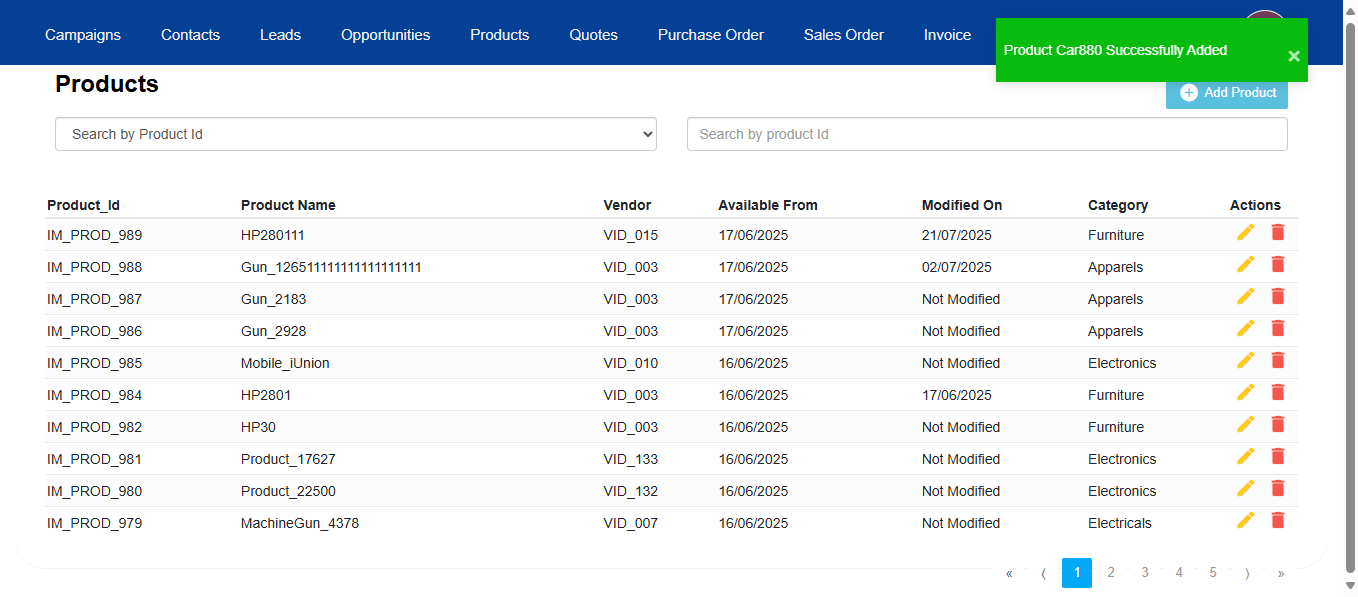 Campaigns Contacts Leads Opportunities Products Quotes Purchase Order Sales Order Invoice
Product Car880 Successfully Added ×
Products
Add Product
Search by Product Id Search by product Id
Product_Id Product Name Vendor Available From Modified On Category Actions
IM_PROD_989 HP280111 VID_015 17/06/2025 21/07/2025 Furniture
IM_PROD_988 Gun_126511111111111111111 VID_003 17/06/2025 02/07/2025 Apparels
IM_PROD_987 Gun_2183 VID_003 17/06/2025 Not Modified Apparels
IM_PROD_986 Gun_2928 VID_003 17/06/2025 Not Modified Apparels
IM_PROD_985 Mobile_iUnion VID_010 16/06/2025 Not Modified Electronics
IM_PROD_984 HP2801 VID_003 16/06/2025 17/06/2025 Furniture
IM_PROD_982 HP30 VID_003 16/06/2025 Not Modified Furniture
IM_PROD_981 Product_17627 VID_133 16/06/2025 Not Modified Electronics
IM_PROD_980 Product_22500 VID_132 16/06/2025 Not Modified Electronics
IM_PROD_979 MachineGun_4378 VID_007 16/06/2025 Not Modified Electricals
« ⟨ 1 2 3 4 5 ⟩ »